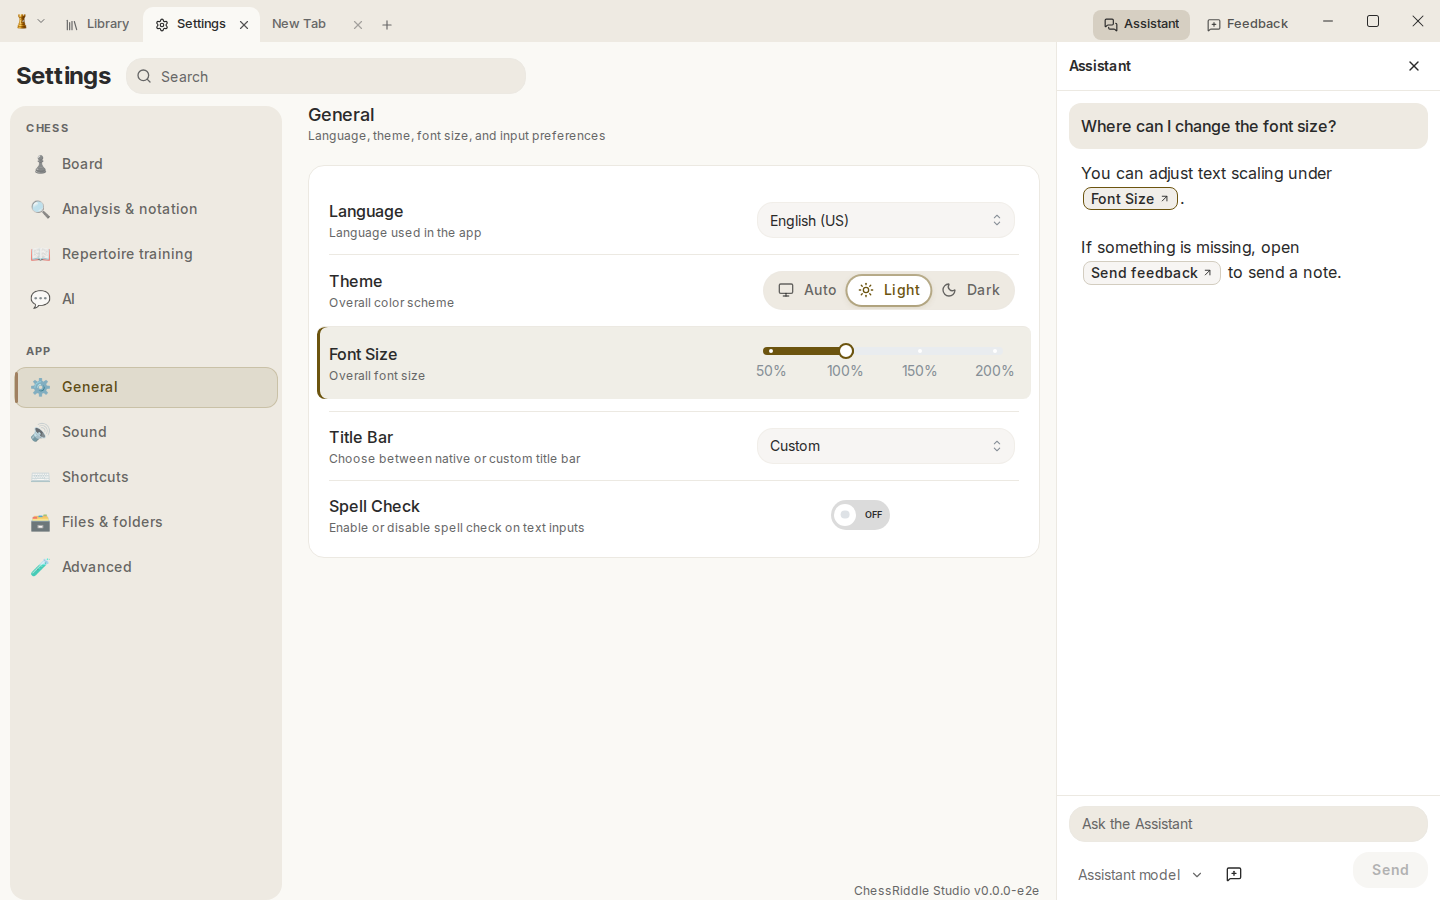 Library
Settings
New Tab
Assistant
Feedback
Settings
Search
CHESS
Board
Analysis & notation
Repertoire training
AI
APP
General
Sound
Shortcuts
Files & folders
Advanced
General
Language, theme, font size, and input preferences
Language
Language used in the app
English (US)
Theme
Overall color scheme
Auto
Light
Dark
Font Size
Overall font size
50% 100% 150% 200%
Title Bar
Choose between native or custom title bar
Custom
Spell Check
Enable or disable spell check on text inputs
OFF
ChessRiddle Studio v0.0.0-e2e
Assistant
Where can I change the font size?
You can adjust text scaling under
Font Size .
If something is missing, open
Send feedback to send a note.
Ask the Assistant
Assistant model
Send